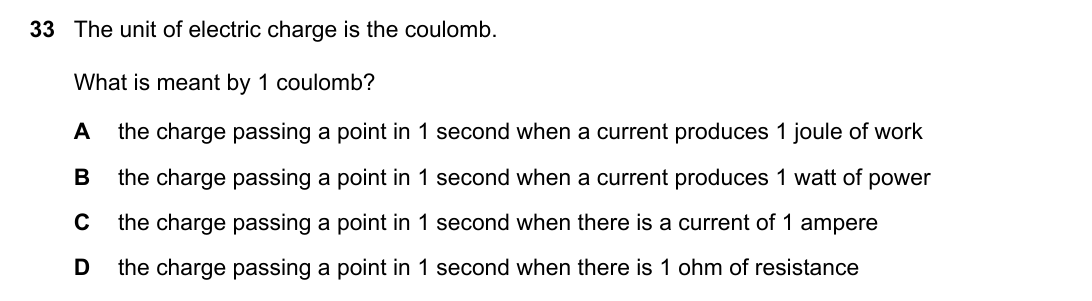 33 The unit of electric charge is the coulomb.
What is meant by 1 coulomb?
A the charge passing a point in 1 second when a current produces 1 joule of work
B the charge passing a point in 1 second when a current produces 1 watt of power
C the charge passing a point in 1 second when there is a current of 1 ampere
D the charge passing a point in 1 second when there is 1 ohm of resistance